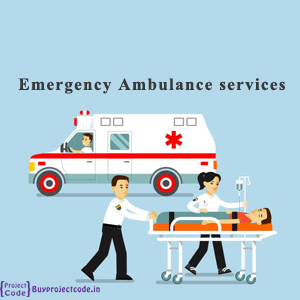 Emergency Ambulance services
{Project
Code} Buyprojectcode.in